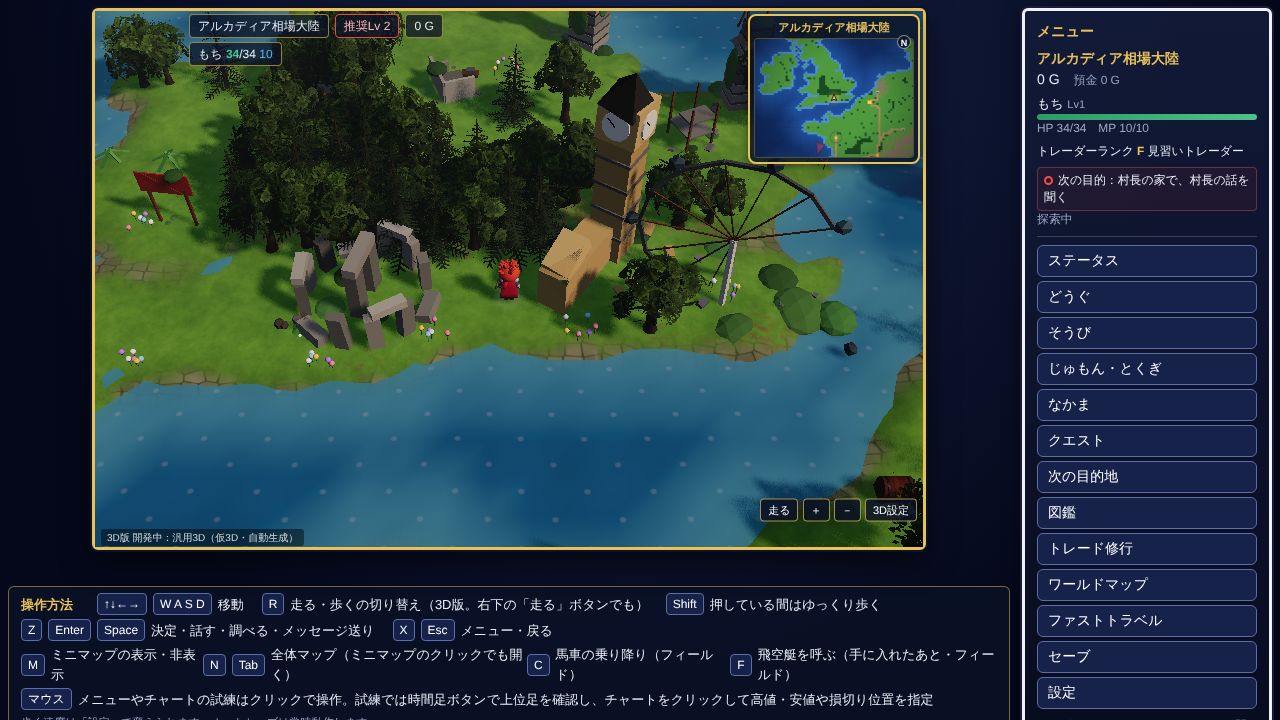 アルカディア相場大陸 推奨Lv 2 0 G
もち 34/34 10
アルカディア相場大陸
N
走る + − 3D設定
3D版 開発中：汎用3D（仮3D・自動生成）
メニュー
アルカディア相場大陸
0 G 預金 0 G
もち Lv1
HP 34/34 MP 10/10
トレーダーランク F 見習いトレーダー
次の目的：村長の家で、村長の話を
聞く
探索中
ステータス
どうぐ
そうび
じゅもん・とくぎ
なかま
クエスト
次の目的地
図鑑
トレード修行
ワールドマップ
ファストトラベル
セーブ
設定
操作方法 ↑↓←→ W A S D 移動 R 走る・歩くの切り替え（3D版。右下の「走る」ボタンでも） Shift 押している間はゆっくり歩く
Z Enter Space 決定・話す・調べる・メッセージ送り X Esc メニュー・戻る
M ミニマップの表示・非表示 N Tab 全体マップ（ミニマップのクリックでも開く） C 馬車の乗り降り（フィールド） F 飛空艇を呼ぶ（手に入れたあと・フィールド）
マウス メニューやチャートの試練はクリックで操作。試練では時間足ボタンで上位足を確認し、チャートをクリックして高値・安値や損切り位置を指定